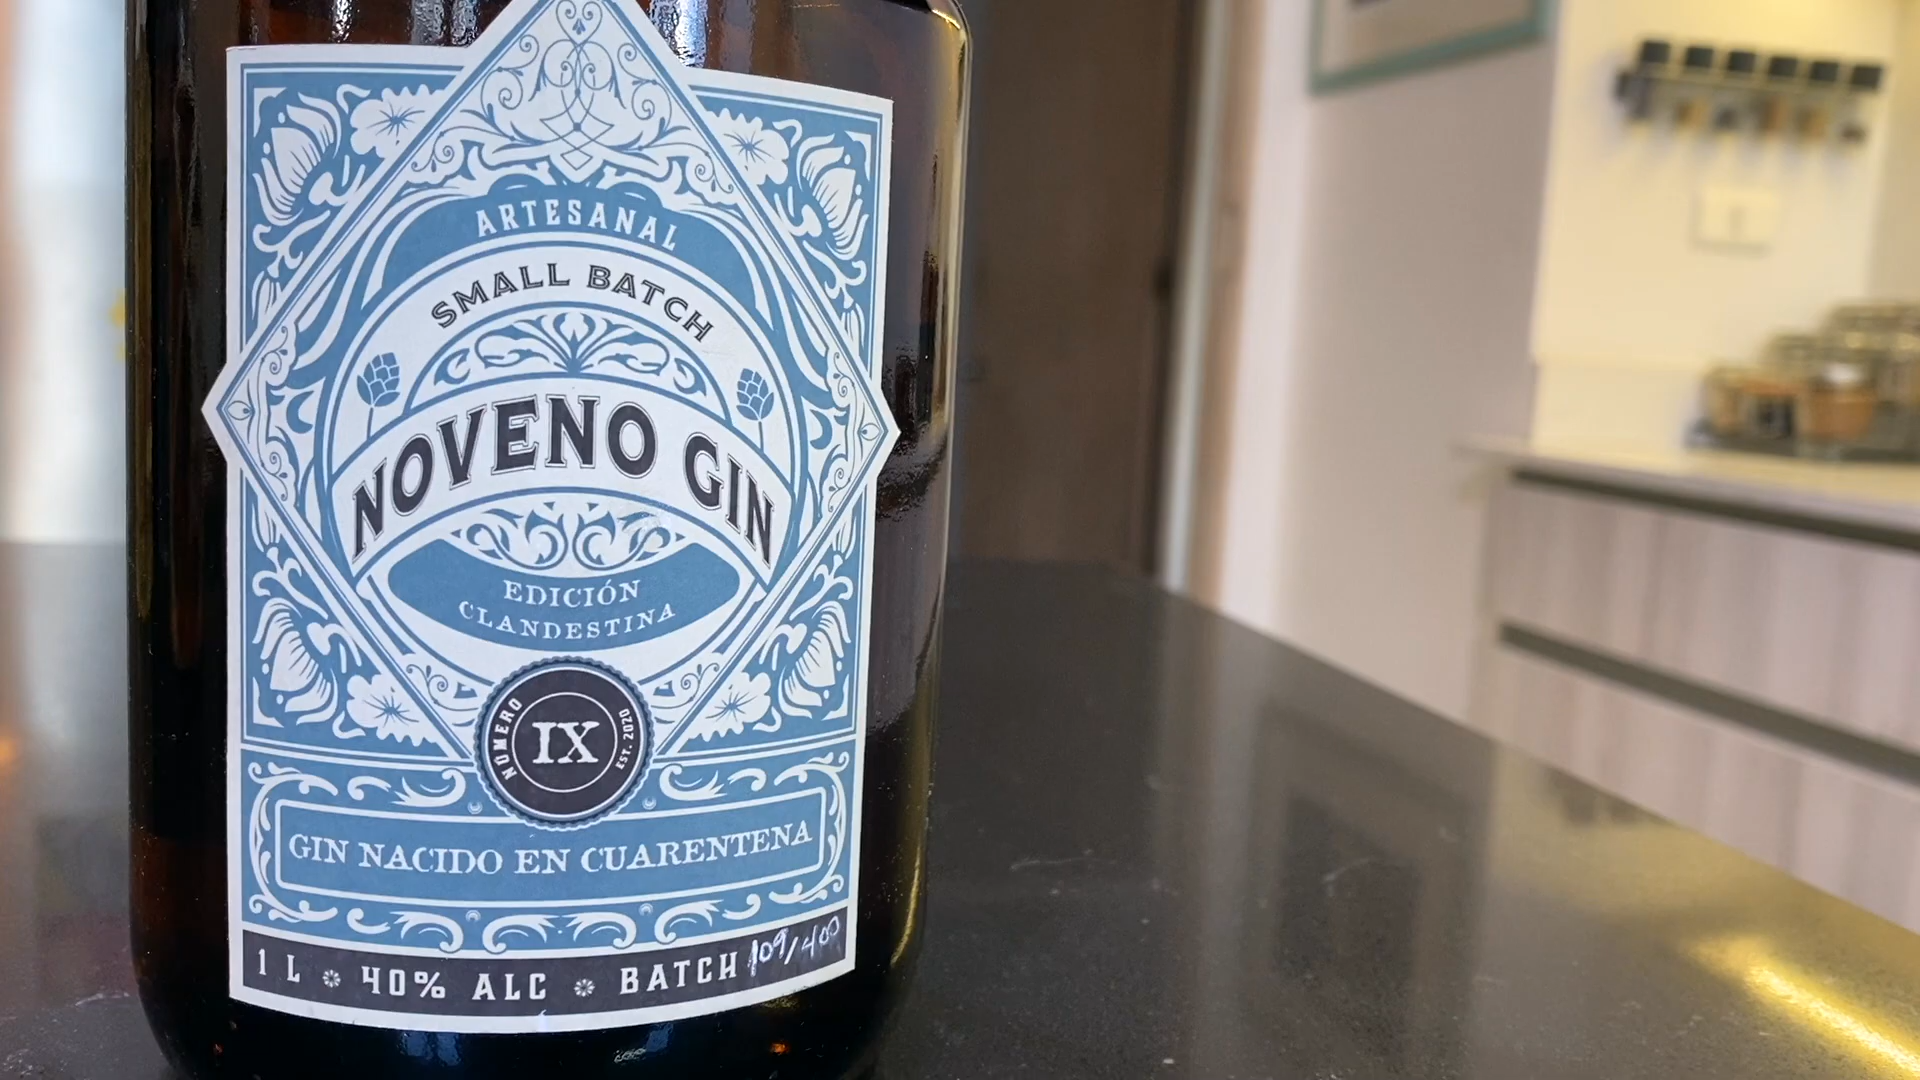 ARTESANAL
SMALL BATCH
NOVENO GIN
EDICIÓN
CLANDESTINA
NÚMERO
IX
EST. 2020
GIN NACIDO EN CUARENTENA
1 L 40% ALC BATCH 109/400